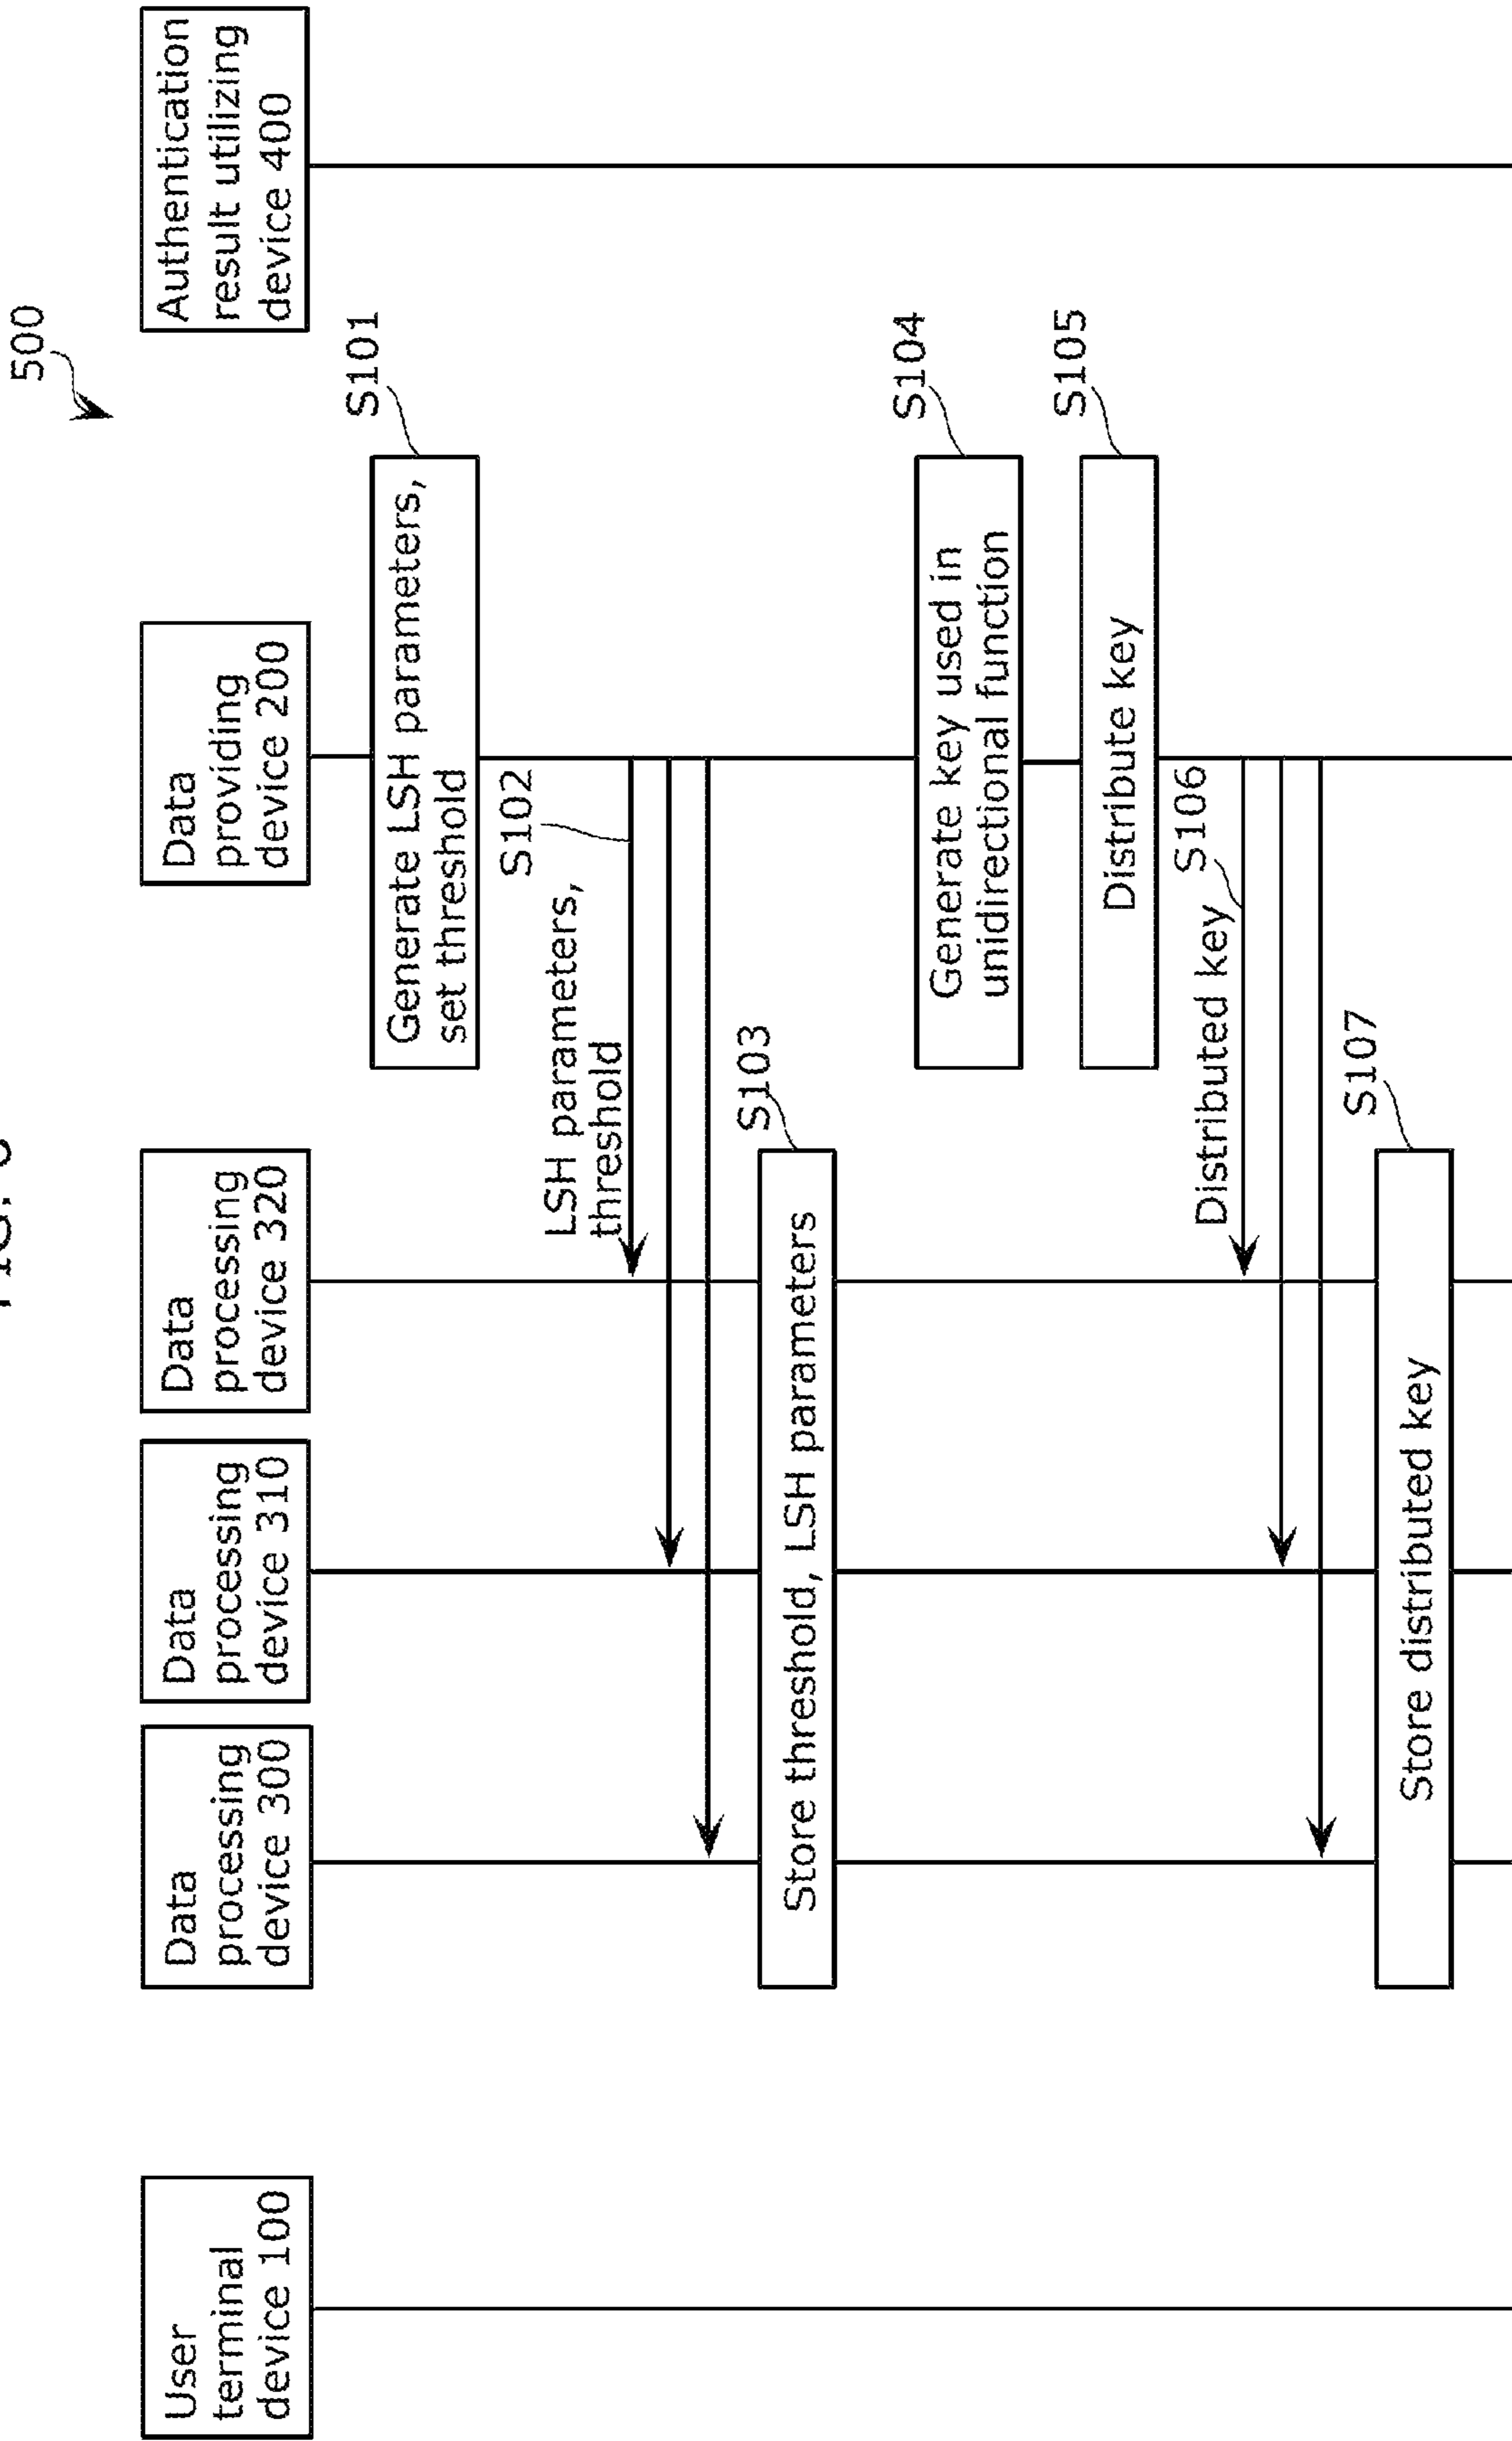 500
User
terminal
device 100
Data
processing
device 300
Data
processing
device 310
Data
processing
device 320
Data
providing
device 200
Authentication
result utilizing
device 400
S101
Generate LSH parameters,
set threshold
S102
LSH parameters,
threshold
S103
Store threshold, LSH parameters
S104
Generate key used in
unidirectional function
S105
Distribute key
S106
Distributed key
S107
Store distributed key